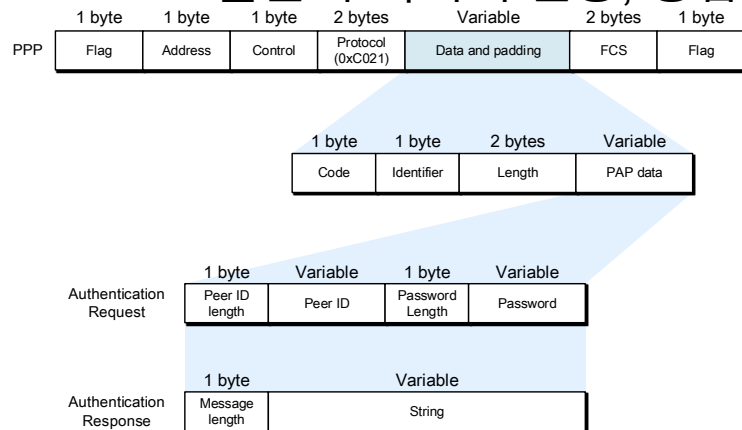 1 byte 1 byte 1 byte 2 bytes Variable 2 bytes 1 byte
PPP Flag Address Control Protocol (0xC021) Data and padding FCS Flag
1 byte 1 byte 2 bytes Variable
Code Identifier Length PAP data
1 byte Variable 1 byte Variable
Authentication Request Peer ID length Peer ID Password Length Password
1 byte Variable
Authentication Response Message length String